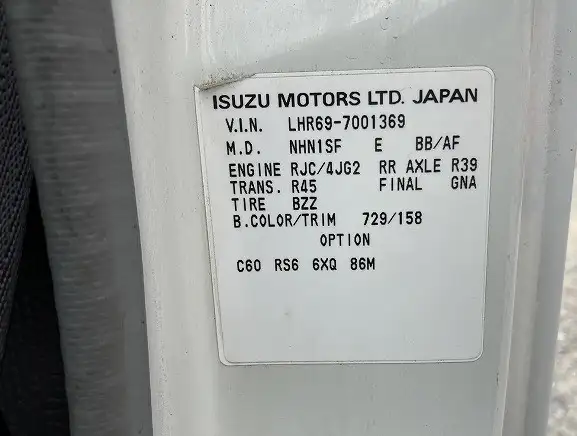 ISUZU MOTORS LTD. JAPAN
V.I.N. LHR69-7001369
M.D. NHN1SF E BB/AF
ENGINE RJC/4JG2 RR AXLE R39
TRANS. R45 FINAL GNA
TIRE BZZ
B.COLOR/TRIM 729/158
OPTION
C60 RS6 6XQ 86M